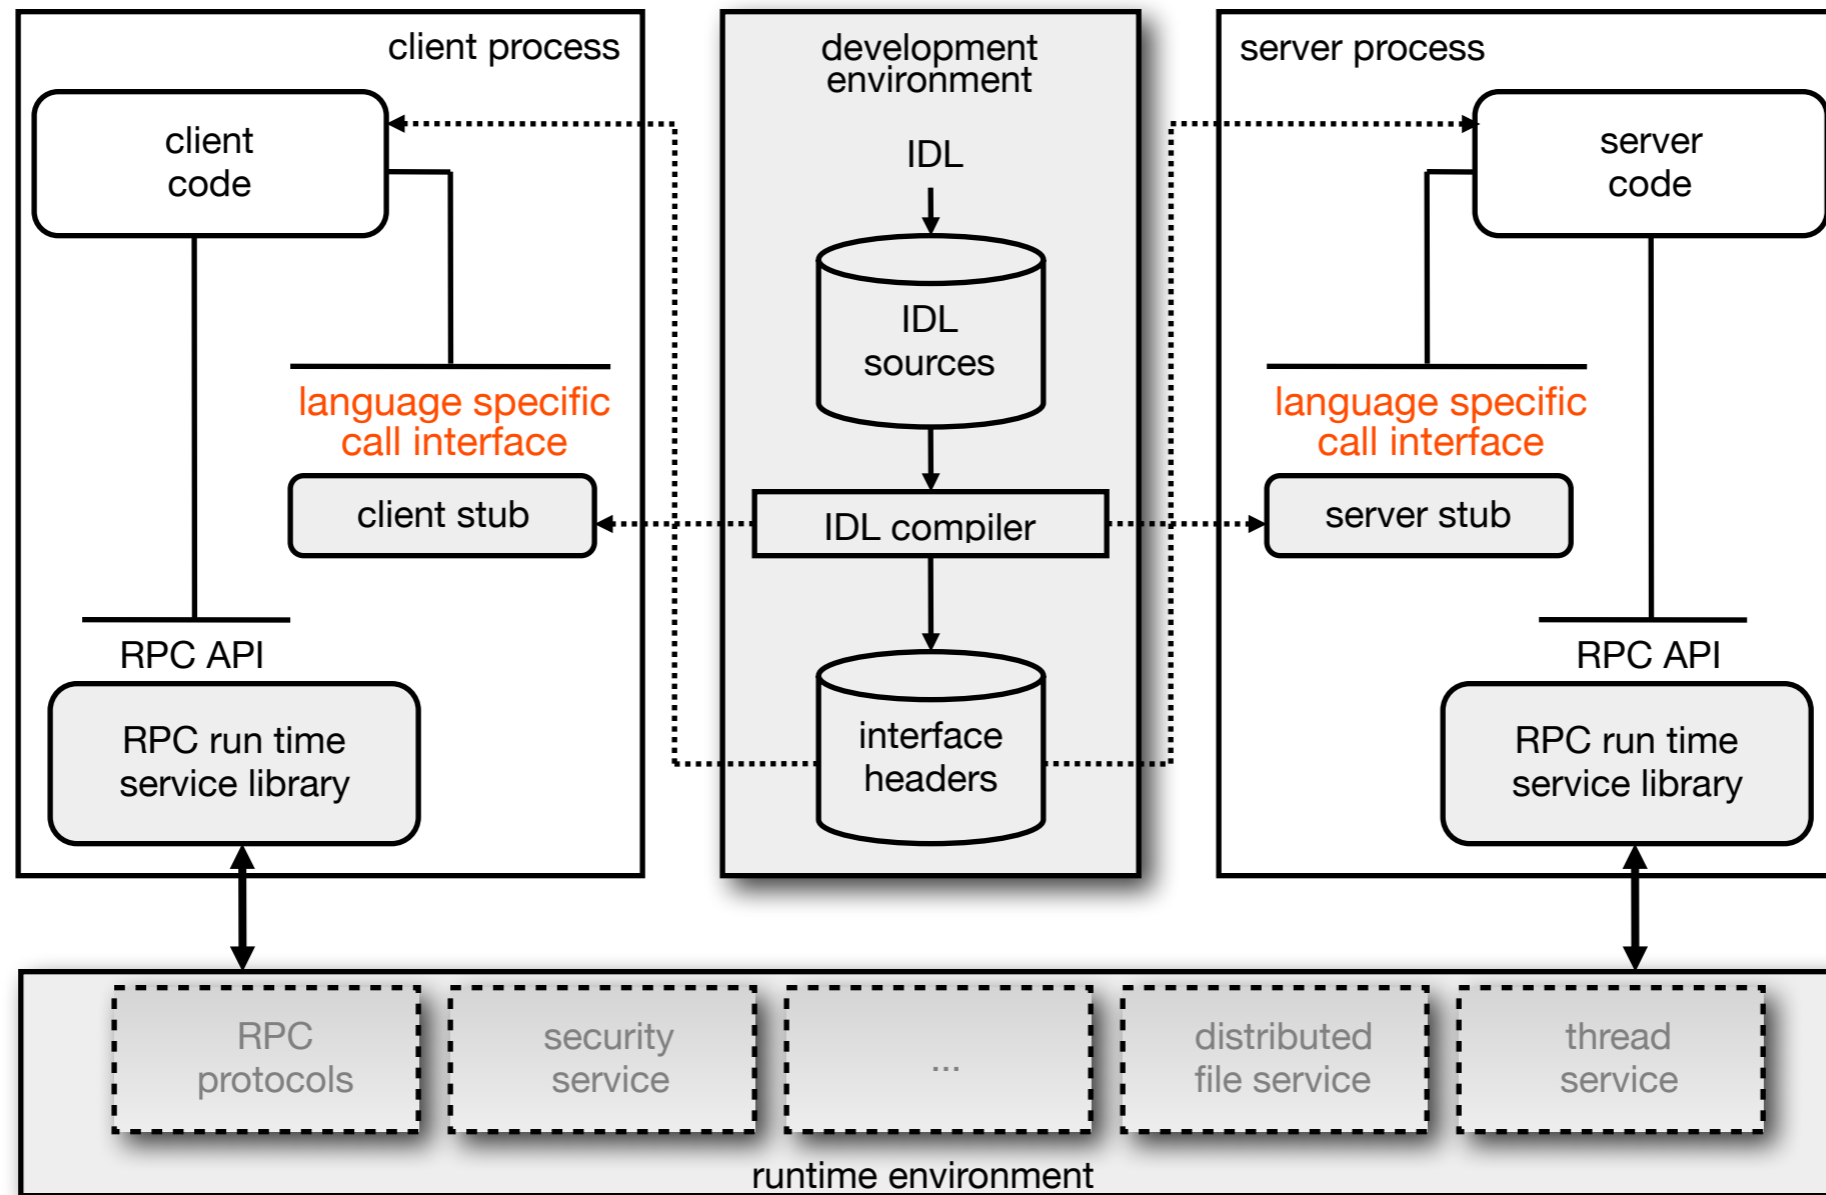 client process
client
code
language specific
call interface
client stub
RPC API
RPC run time
service library
development
environment
IDL
IDL
sources
IDL compiler
interface
headers
server process
server
code
language specific
call interface
server stub
RPC API
RPC run time
service library
RPC
protocols
security
service
...
distributed
file service
thread
service
runtime environment